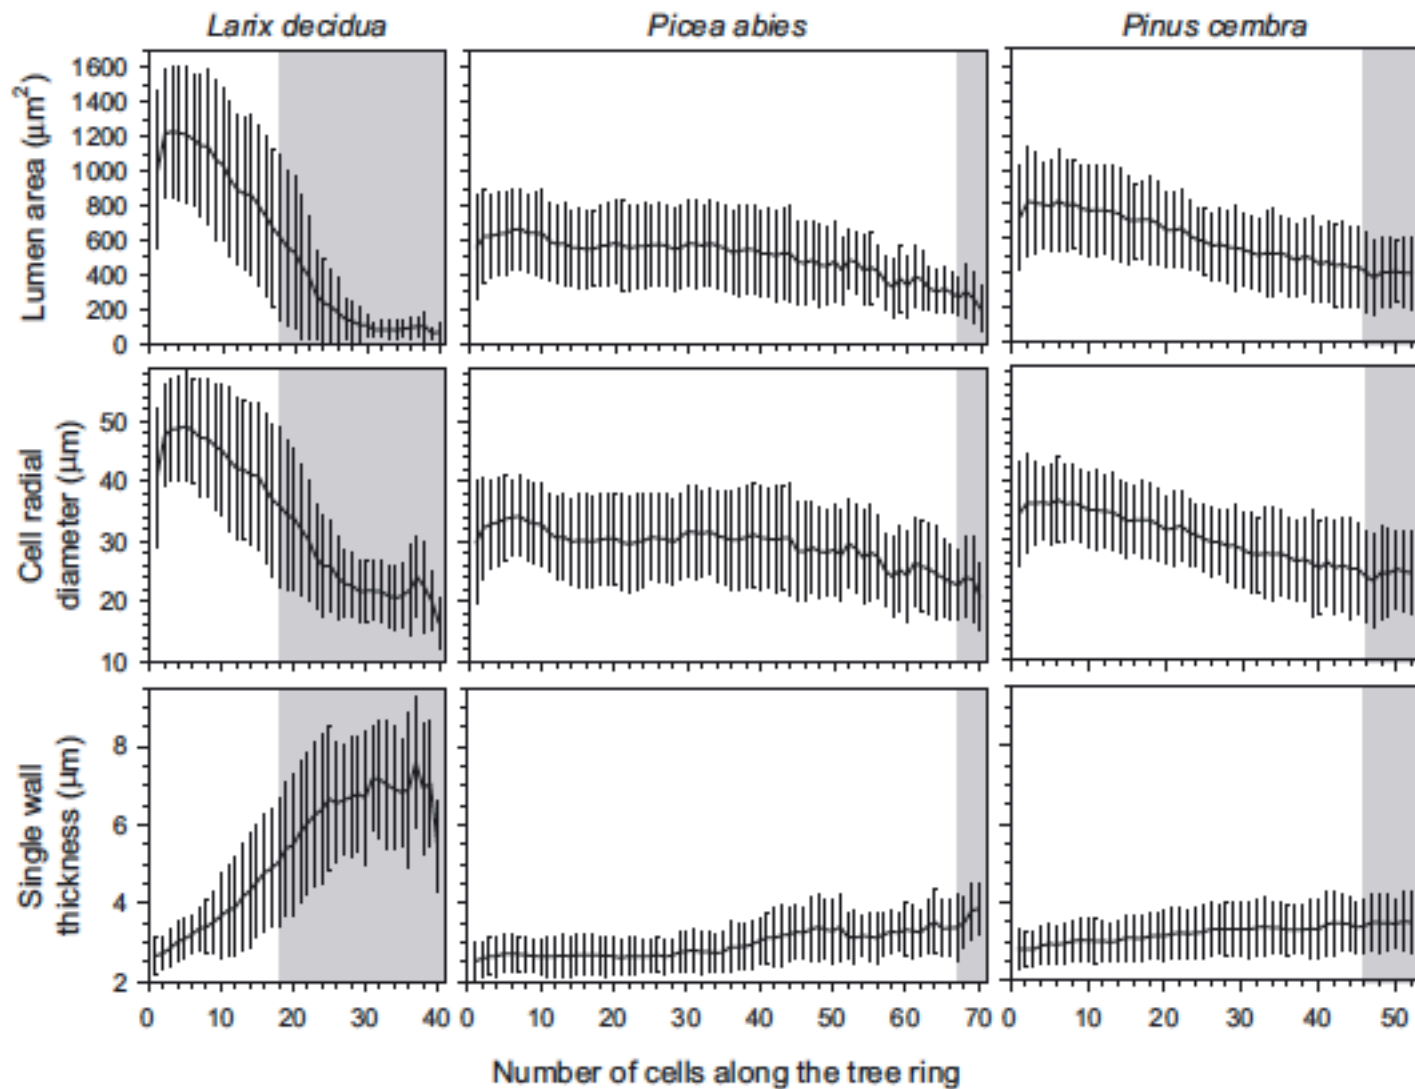 Larix decidua Picea abies Pinus cembra
Lumen area (μm²)
1600
1400
1200
1000
800
600
400
200
0
Cell radial
diameter (μm)
50
40
30
20
10
Single wall
thickness (μm)
8
6
4
2
0 10 20 30 40 0 10 20 30 40 50 60 70 0 10 20 30 40 50
Number of cells along the tree ring